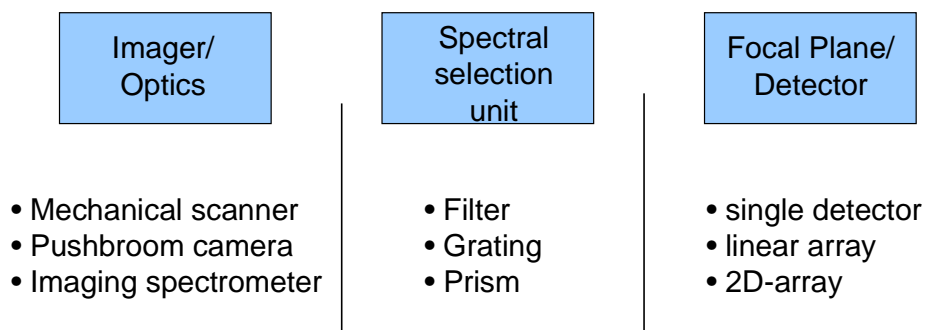 Imager/
Optics
Spectral
selection
unit
Focal Plane/
Detector
• Mechanical scanner
• Pushbroom camera
• Imaging spectrometer
• Filter
• Grating
• Prism
• single detector
• linear array
• 2D-array